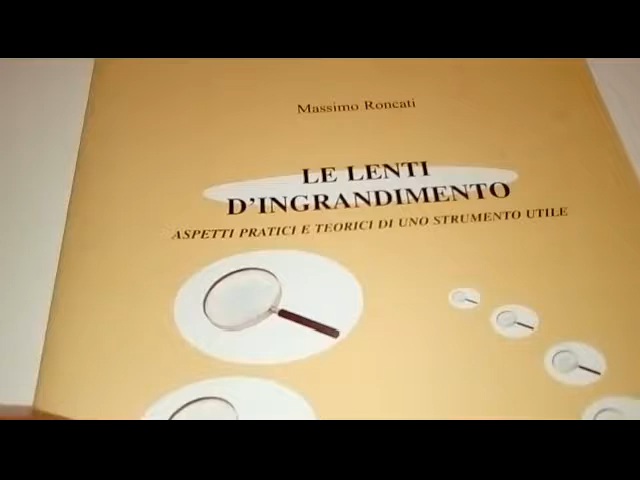 Massimo Roncati
LE LENTI
D'INGRANDIMENTO
ASPETTI PRATICI E TEORICI DI UNO STRUMENTO UTILE